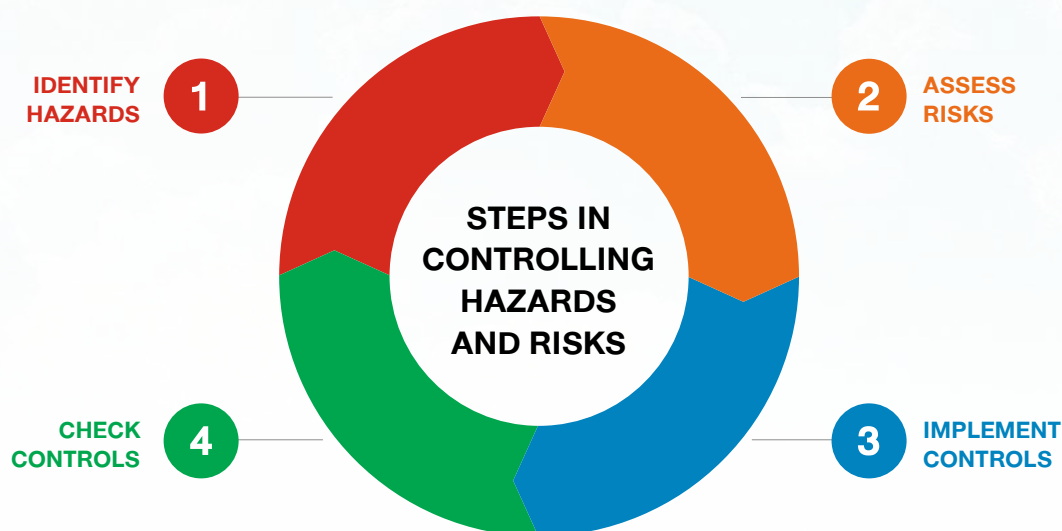 IDENTIFY
HAZARDS
1
2
ASSESS
RISKS
STEPS IN
CONTROLLING
HAZARDS
AND RISKS
CHECK
CONTROLS
4
3
IMPLEMENT
CONTROLS